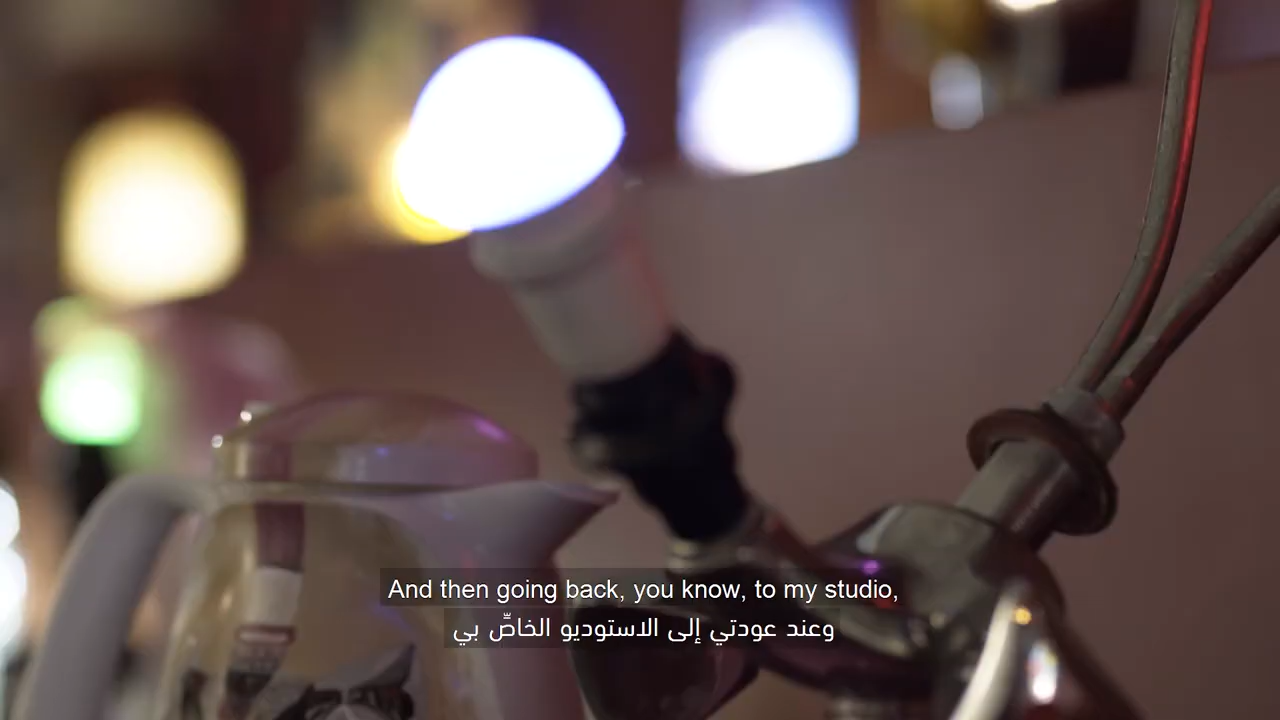 And then going back, you know, to my studio,
وعند عودتي إلى الاستوديو الخاصِّ بي